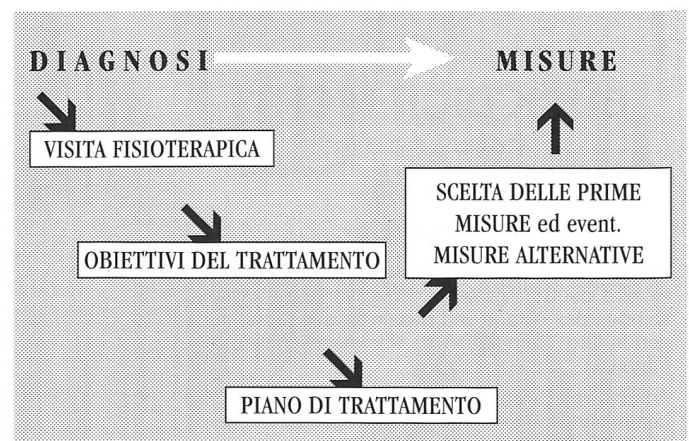 DIAGNOSI
MISURE
VISITA FISIOTERAPICA
SCELTA DELLE PRIME
MISURE ed event.
MISURE ALTERNATIVE
OBIETTIVI DEL TRATTAMENTO
PIANO DI TRATTAMENTO